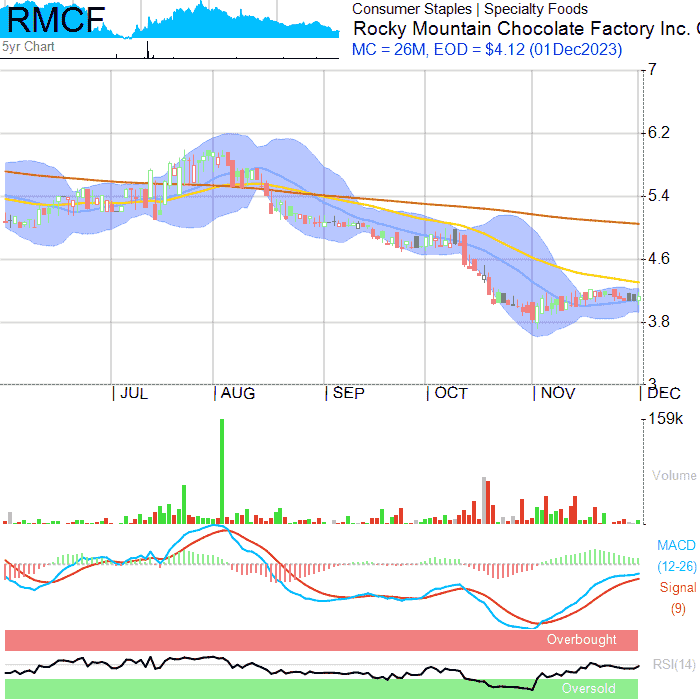 RMCF
Consumer Staples | Specialty Foods
5yr Chart
Rocky Mountain Chocolate Factory Inc.
MC = 26M, EOD = $4.12 (01Dec2023)
7
6.2
5.4
4.6
3.8
3
JUL AUG SEP OCT NOV DEC
159k
Volume
MACD
(12-26)
Signal
(9)
Overbought
RSI(14)
Oversold